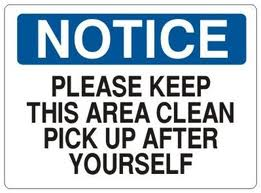 NOTICE
PLEASE KEEP
THIS AREA CLEAN
PICK UP AFTER
YOURSELF